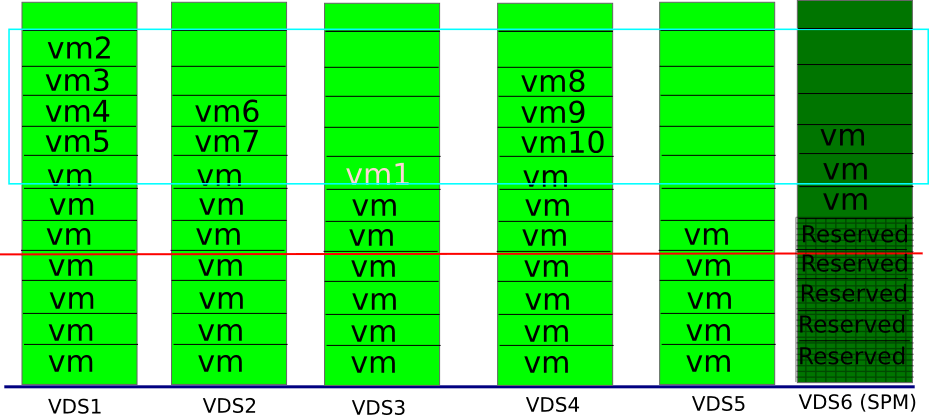 vm2
vm3 vm8
vm4 vm6 vm9 vm
vm5 vm7 vm10
vm vm vm1 vm vm
vm vm vm vm vm
vm vm vm vm vm Reserved
vm vm vm vm vm Reserved
vm vm vm vm vm Reserved
vm vm vm vm vm Reserved
vm vm vm vm vm Reserved
VDS1 VDS2 VDS3 VDS4 VDS5 VDS6 (SPM)